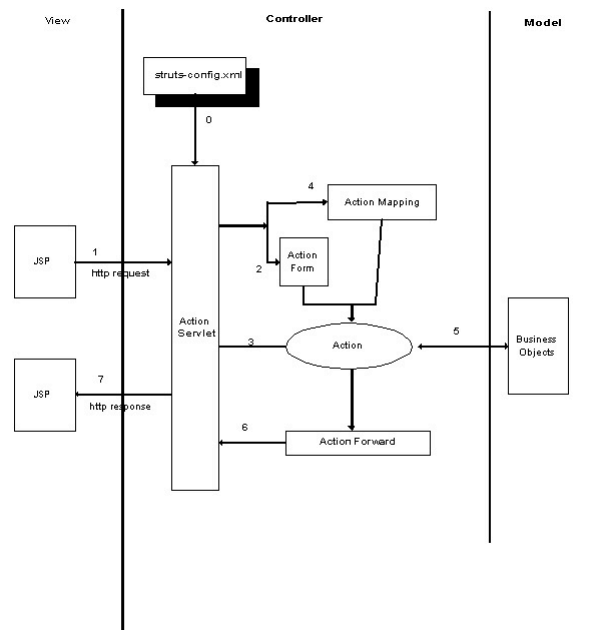 View
Controller
Model
struts-config.xml
0
4
Action Mapping
1
http request
JSP
2
Action
Form
Action
Servlet
3
Action
5
Business
Objects
7
http response
JSP
6
Action Forward